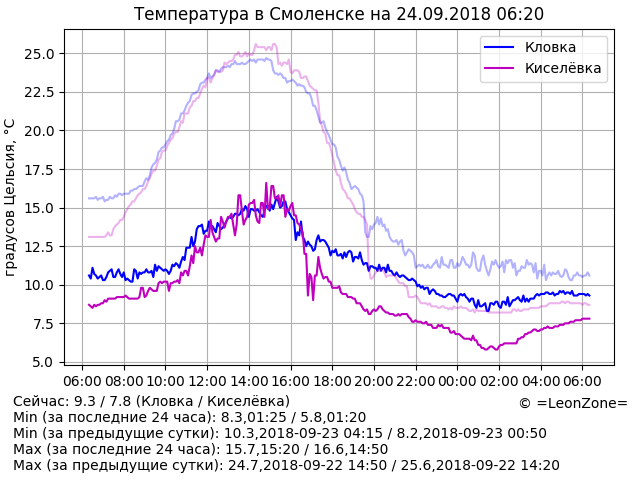 Температура в Смоленске на 24.09.2018 06:20
Кловка
Киселёвка
градусов Цельсия, °C
25.0
22.5
20.0
17.5
15.0
12.5
10.0
7.5
5.0
06:00 08:00 10:00 12:00 14:00 16:00 18:00 20:00 22:00 00:00 02:00 04:00 06:00
Сейчас: 9.3 / 7.8 (Кловка / Киселёвка)
© =LeonZone=
Min (за последние 24 часа): 8.3,01:25 / 5.8,01:20
Min (за предыдущие сутки): 10.3,2018-09-23 04:15 / 8.2,2018-09-23 00:50
Max (за последние 24 часа): 15.7,15:20 / 16.6,14:50
Max (за предыдущие сутки): 24.7,2018-09-22 14:50 / 25.6,2018-09-22 14:20